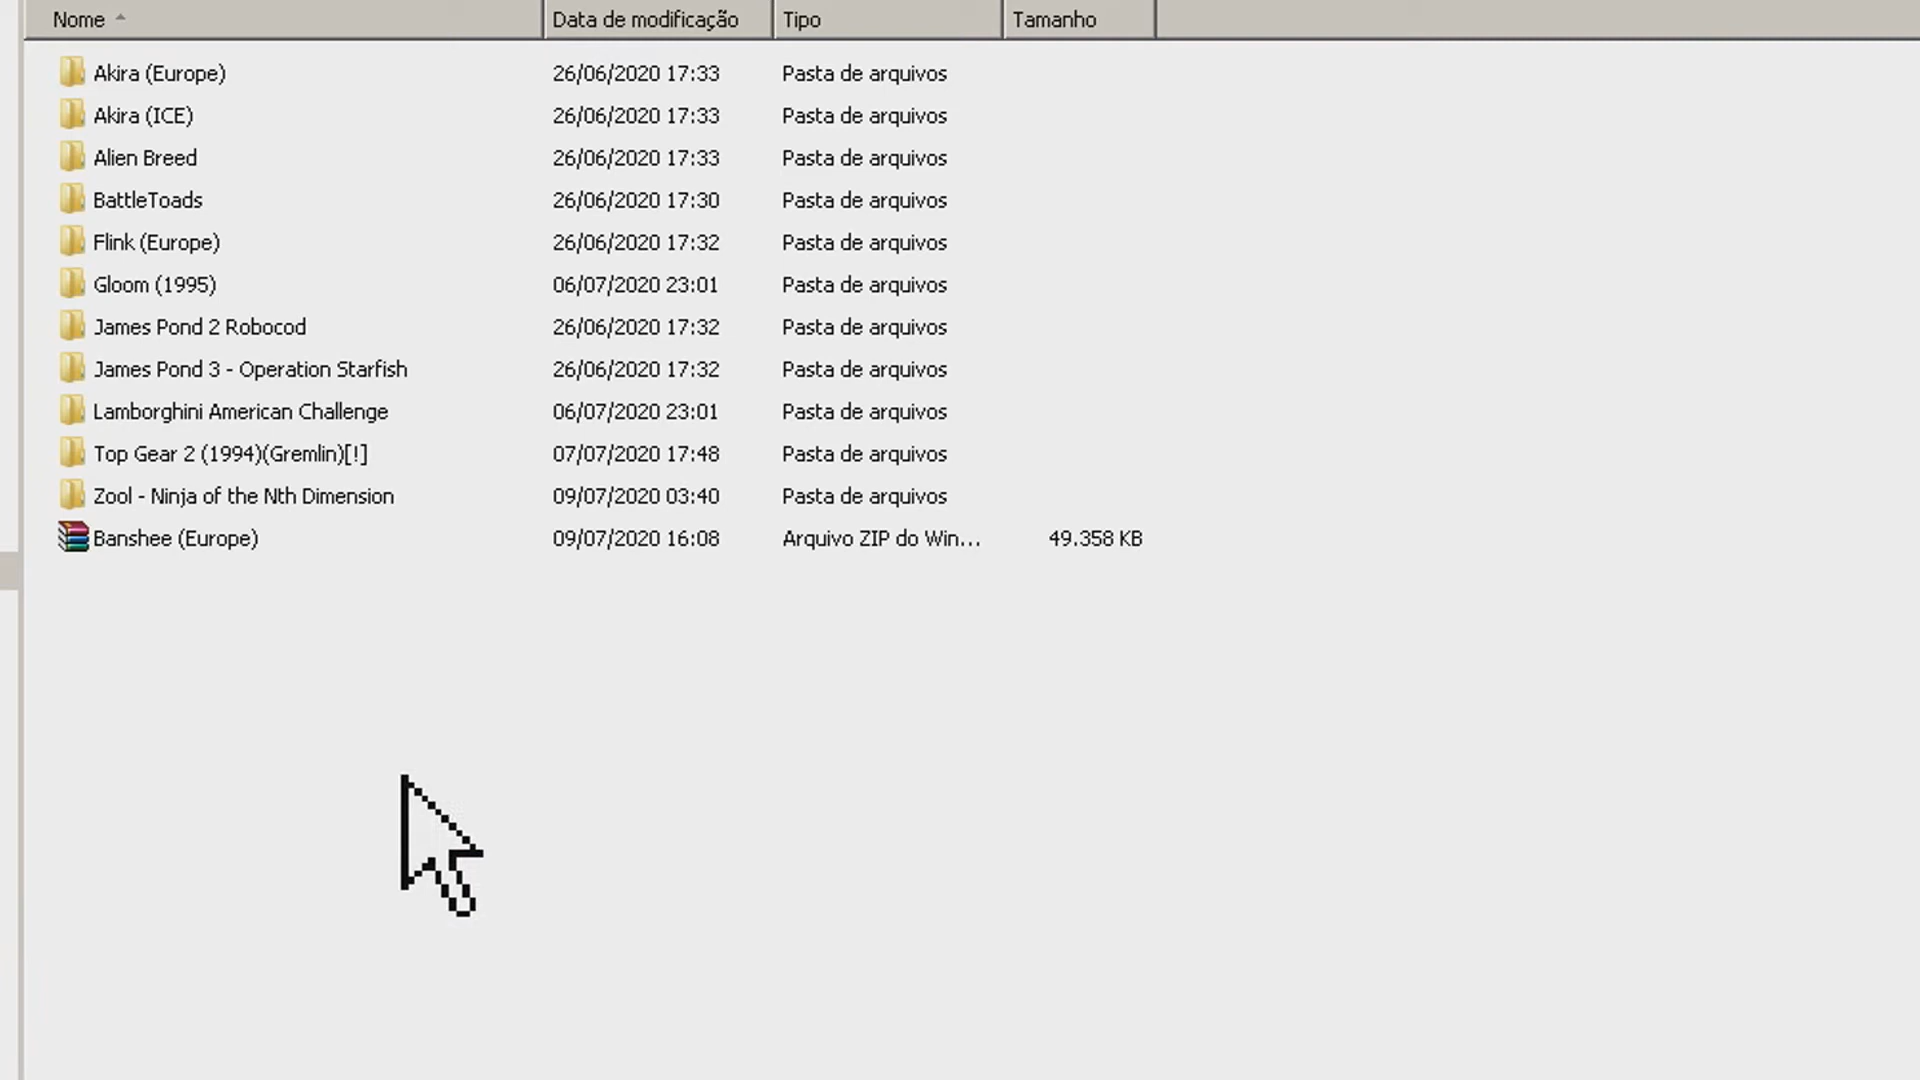 Nome Data de modificação Tipo Tamanho
Akira (Europe) 26/06/2020 17:33 Pasta de arquivos
Akira (ICE) 26/06/2020 17:33 Pasta de arquivos
Alien Breed 26/06/2020 17:33 Pasta de arquivos
BattleToads 26/06/2020 17:30 Pasta de arquivos
Flink (Europe) 26/06/2020 17:32 Pasta de arquivos
Gloom (1995) 06/07/2020 23:01 Pasta de arquivos
James Pond 2 Robocod 26/06/2020 17:32 Pasta de arquivos
James Pond 3 - Operation Starfish 26/06/2020 17:32 Pasta de arquivos
Lamborghini American Challenge 06/07/2020 23:01 Pasta de arquivos
Top Gear 2 (1994)(Gremlin)[!] 07/07/2020 17:48 Pasta de arquivos
Zool - Ninja of the Nth Dimension 09/07/2020 03:40 Pasta de arquivos
Banshee (Europe) 09/07/2020 16:08 Arquivo ZIP do Win... 49.358 KB